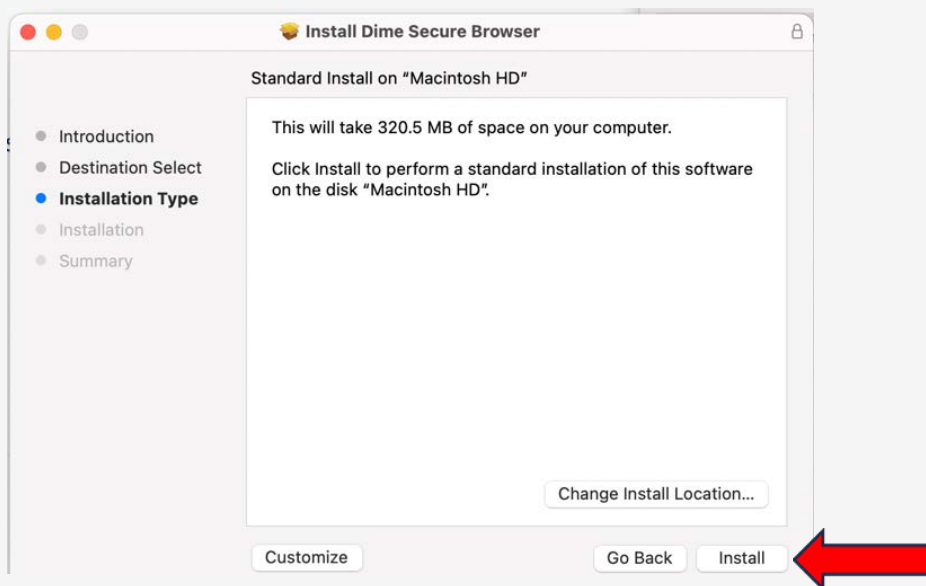 Install Dime Secure Browser
Standard Install on “Macintosh HD”
Introduction
Destination Select
Installation Type
Installation
Summary
This will take 320.5 MB of space on your computer.
Click Install to perform a standard installation of this software
on the disk “Macintosh HD”.
Change Install Location...
Customize
Go Back
Install